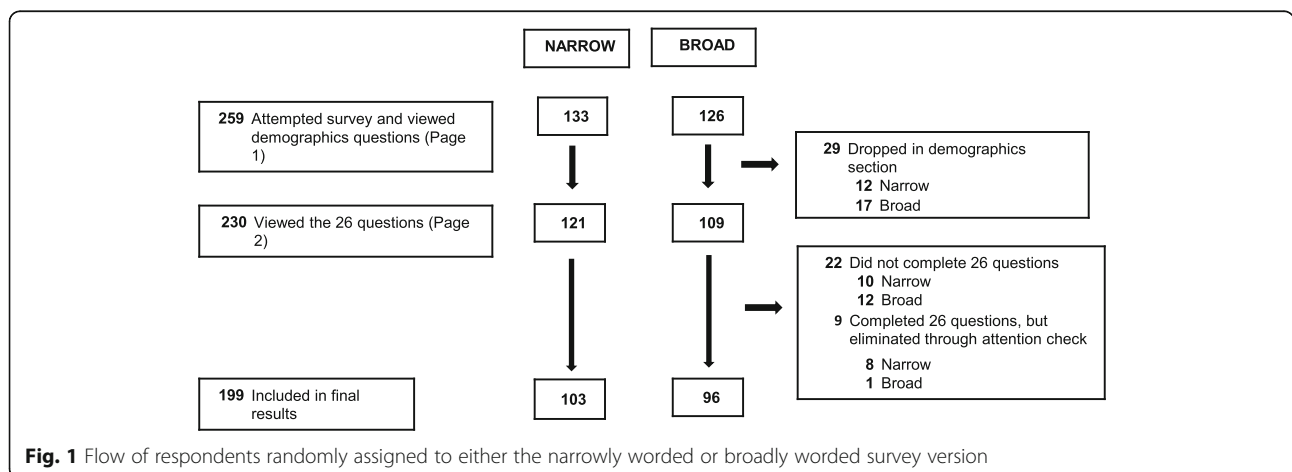 NARROW
BROAD
259 Attempted survey and viewed
demographics questions (Page
1)
133
126
29 Dropped in demographics
section
12 Narrow
17 Broad
230 Viewed the 26 questions (Page
2)
121
109
22 Did not complete 26 questions
10 Narrow
12 Broad
9 Completed 26 questions, but
eliminated through attention check
8 Narrow
1 Broad
199 Included in final
results
103
96
Fig. 1 Flow of respondents randomly assigned to either the narrowly worded or broadly worded survey version